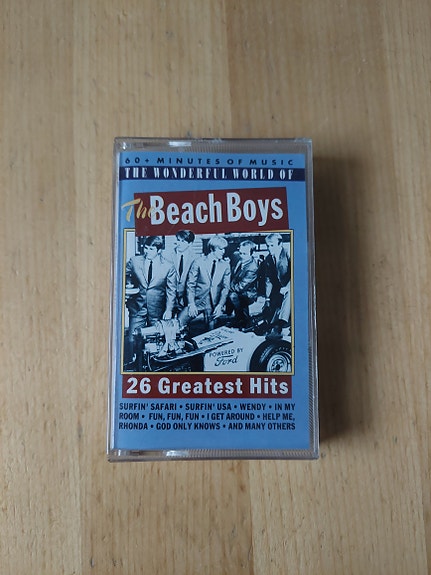 60+ MINUTES OF MUSIC
THE WONDERFUL WORLD OF
The Beach Boys
POWERED BY
Ford
26 Greatest Hits
SURFIN' SAFARI • SURFIN' USA • WENDY • IN MY
ROOM • FUN, FUN, FUN • I GET AROUND • HELP ME,
RHONDA • GOD ONLY KNOWS • AND MANY OTHERS